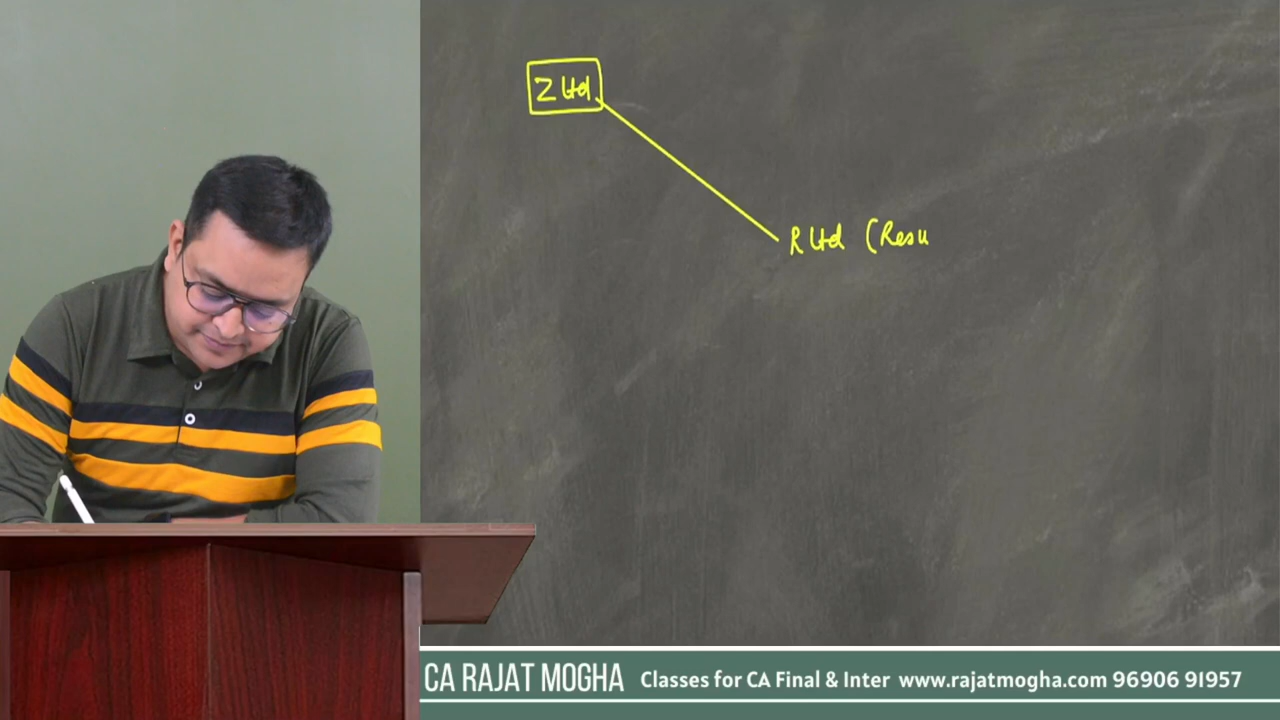 Z Ltd
R Ltd (Resu
CA RAJAT MOGHA Classes for CA Final & Inter www.rajatmogha.com 96906 91957